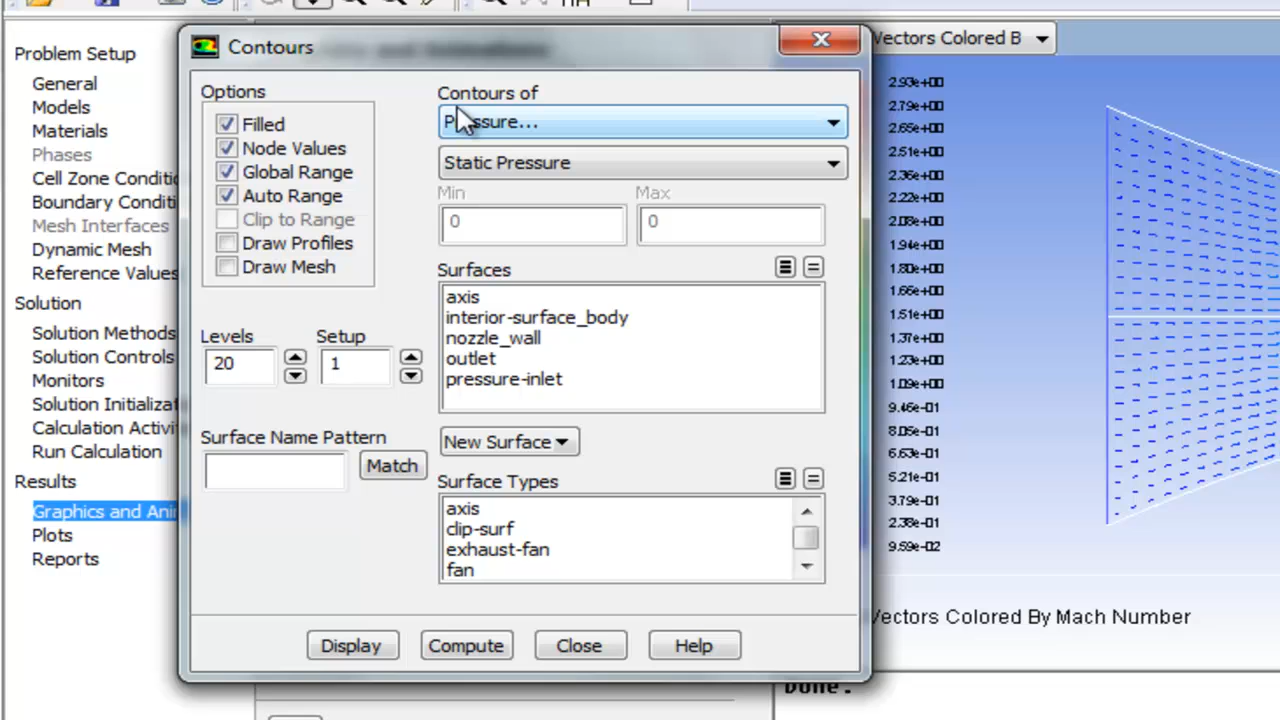 Contours
Vectors Colored B
Problem Setup
General
Models
Materials
Phases
Cell Zone Conditi
Boundary Conditi
Mesh Interfaces
Dynamic Mesh
Reference Values
Solution
Solution Methods
Solution Controls
Monitors
Solution Initializat
Calculation Activi
Run Calculation
Results
Graphics and Ani
Plots
Reports
Options
Filled
Node Values
Global Range
Auto Range
Clip to Range
Draw Profiles
Draw Mesh
Levels
Setup
20
1
Surface Name Pattern
Match
Contours of
Pressure...
Static Pressure
Min
Max
0
0
Surfaces
axis
interior-surface_body
nozzle_wall
outlet
pressure-inlet
New Surface
Surface Types
axis
clip-surf
exhaust-fan
fan
Display
Compute
Close
Help
2.93e+00
2.79e+00
2.65e+00
2.51e+00
2.36e+00
2.22e+00
2.08e+00
1.94e+00
1.80e+00
1.66e+00
1.51e+00
1.37e+00
1.23e+00
1.09e+00
9.46e-01
8.05e-01
6.63e-01
5.21e-01
3.79e-01
2.38e-01
9.59e-02
Vectors Colored By Mach Number
Done.